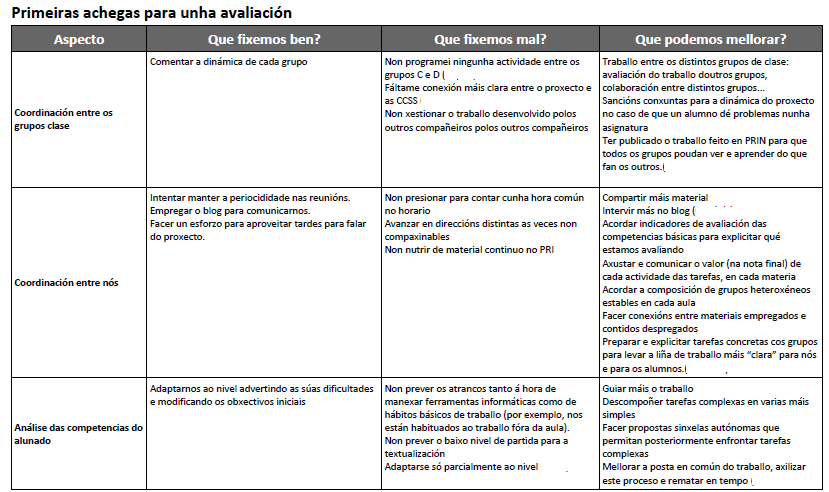 Primeiras achegas para unha avaliación
Aspecto
Que fixemos ben?
Que fixemos mal?
Que podemos mellorar?
Coordinación entre os
grupos clase
Comentar a dinámica de cada grupo
Non programei ningunha actividade entre os
grupos C e D (
Fáltame conexión máis clara entre o proxecto e
as CCSS (
Non xestionar o traballo desenvolvido polos
outros compañeiros polos outros compañeiros
Traballo entre os distintos grupos de clase:
avaliación do traballo doutros grupos,
colaboración entre distintos grupos...
Sancións conxuntas para a dinámica do proxecto
no caso de que un alumno dé problemas nunha
asignatura
Ter publicado o traballo feito en PRIN para que
todos os grupos poudan ver e aprender do que
fan os outros.(
Coordinación entre nós
Intentar manter a periocididade nas reunións.
Empregar o blog para comunicarnos.
Facer un esforzo para aproveitar tardes para falar
do proxecto.
Non presionar para contar cunha hora común
no horario
Avanzar en direccións distintas as veces non
compaxinables
Non nutrir de material continuo no PRI
Compartir máis material
Intervir más no blog (
Acordar indicadores de avaliación das
competencias básicas para explicitar qué
estamos avaliando
Axustar e comunicar o valor (na nota final) de
cada actividade das tarefas, en cada materia
Acordar a composición de grupos heteroxéneos
estables en cada aula
Facer conexións entre materiais empregados e
contidos despregados
Preparar e explicitar tarefas concretas cos grupos
para levar a liña de traballo máis “clara” para nós
e para os alumnos.(
Análise das competencias do
alunado
Adaptarnos ao nivel advertindo as súas dificultades
e modificando os obxectivos iniciais
Non prever os atrancos tanto á hora de
manexar ferramentas informáticas como de
hábitos básicos de traballo (por exemplo, nos
están habituados ao traballo fóra da aula).
Non prever o baixo nivel de partida para a
textualización
Adaptarse só parcialmente ao nivel
Guiar máis o traballo
Descompoñer tarefas complexas en varias máis
simples
Facer propostas sinxelas autónomas que
permitan posteriormente enfrontar tarefas
complexas
Mellorar a posta en común do traballo, axilizar
este proceso e rematar en tempo (